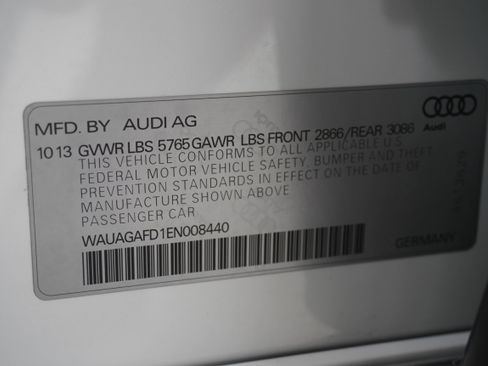 MFD. BY AUDI AG
Audi
10 13 GVWR LBS 5765 GAWR LBS FRONT 2866/REAR 3086
THIS VEHICLE CONFORMS TO ALL APPLICABLE U.S.
FEDERAL MOTOR VEHICLE SAFETY, BUMPER AND THEFT
PREVENTION STANDARDS IN EFFECT ON THE DATE OF
MANUFACTURE SHOWN ABOVE
PASSENGER CAR
WAUAGAFD1EN008440
GERMANY